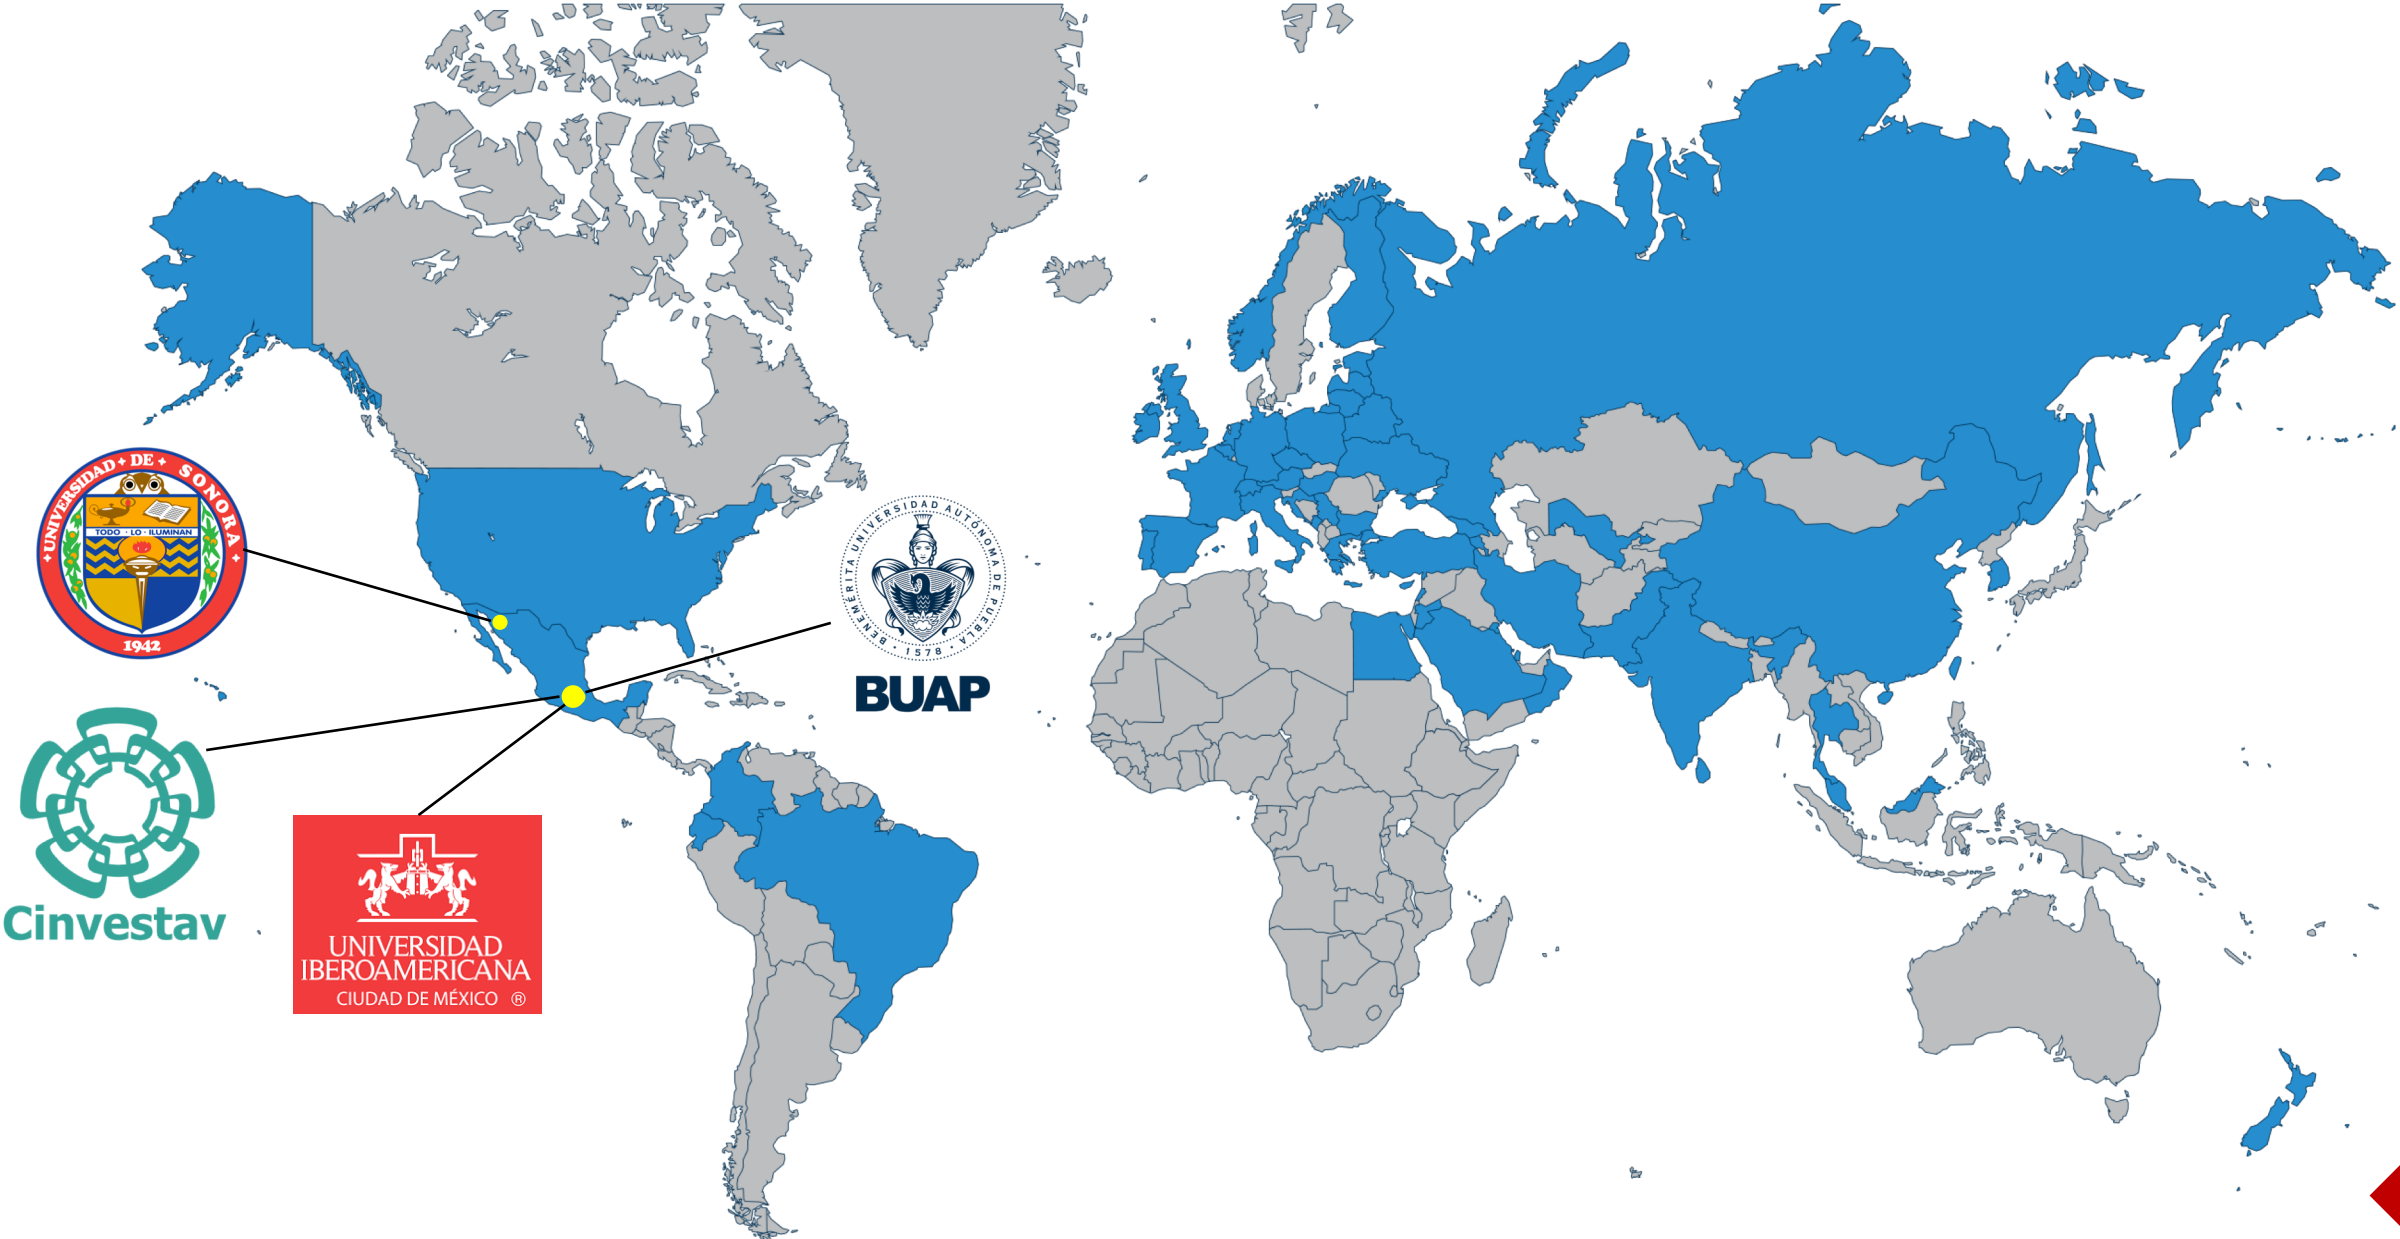 UNIVERSIDAD DE SONORA
TODO · LO · ILUMINAN
1942
BENEMÉRITA UNIVERSIDAD AUTÓNOMA DE PUEBLA
· 1578 ·
BUAP
Cinvestav
UNIVERSIDAD
IBEROAMERICANA
CIUDAD DE MÉXICO ®